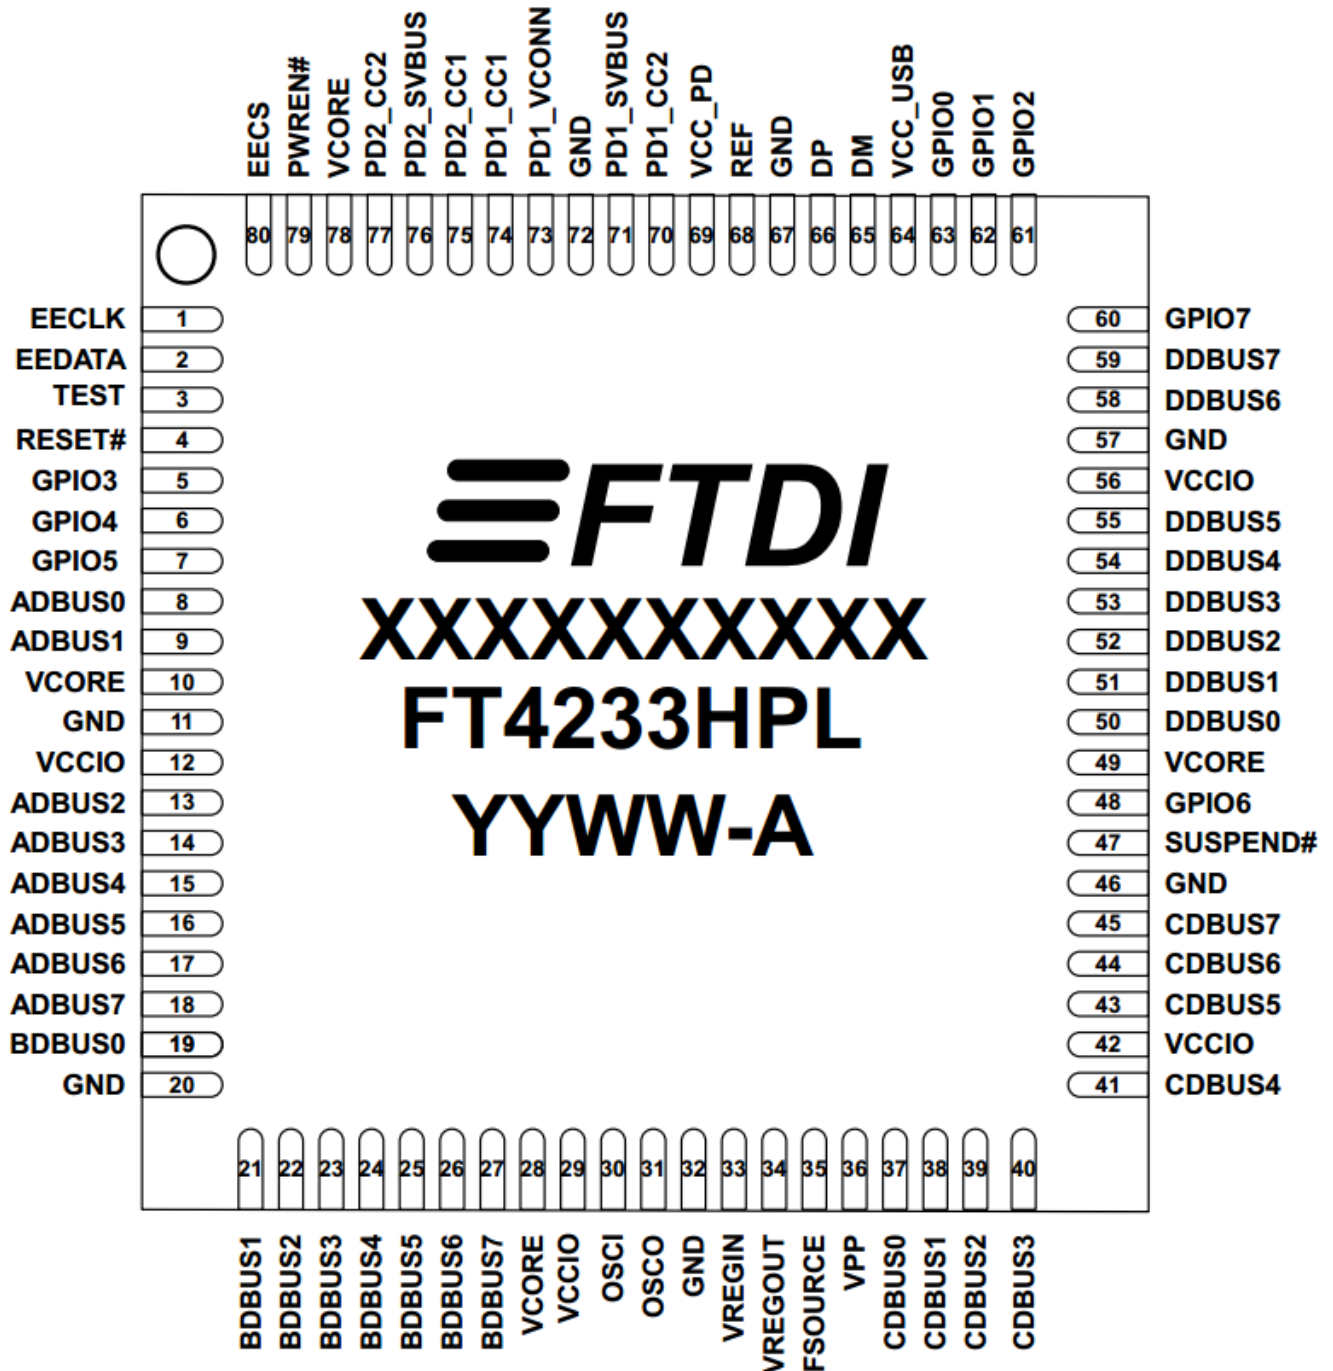 EECS
PWREN#
VCORE
PD2_CC2
PD2_SVBUS
PD2_CC1
PD1_CC1
PD1_VCONN
GND
PD1_SVBUS
PD1_CC2
VCC_PD
REF
GND
DP
DM
VCC_USB
GPIO0
GPIO1
GPIO2
80 79 78 77 76 75 74 73 72 71 70 69 68 67 66 65 64 63 62 61
EECLK 1
EEDATA 2
TEST 3
RESET# 4
GPIO3 5
GPIO4 6
GPIO5 7
ADBUS0 8
ADBUS1 9
VCORE 10
GND 11
VCCIO 12
ADBUS2 13
ADBUS3 14
ADBUS4 15
ADBUS5 16
ADBUS6 17
ADBUS7 18
BDBUS0 19
GND 20
FTDI
XXXXXXXXXX
FT4233HPL
YYWW-A
60 GPIO7
59 DDBUS7
58 DDBUS6
57 GND
56 VCCIO
55 DDBUS5
54 DDBUS4
53 DDBUS3
52 DDBUS2
51 DDBUS1
50 DDBUS0
49 VCORE
48 GPIO6
47 SUSPEND#
46 GND
45 CDBUS7
44 CDBUS6
43 CDBUS5
42 VCCIO
41 CDBUS4
21 22 23 24 25 26 27 28 29 30 31 32 33 34 35 36 37 38 39 40
BDBUS1
BDBUS2
BDBUS3
BDBUS4
BDBUS5
BDBUS6
BDBUS7
VCORE
VCCIO
OSCI
OSCO
GND
VREGIN
VREGOUT
FSOURCE
VPP
CDBUS0
CDBUS1
CDBUS2
CDBUS3